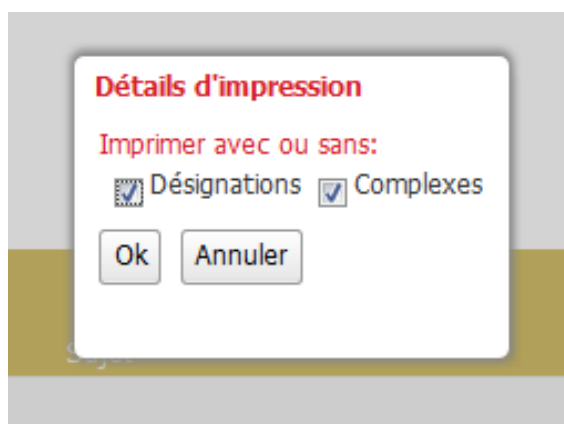 Détails d'impression
Imprimer avec ou sans:
Désignations Complexes
Ok Annuler